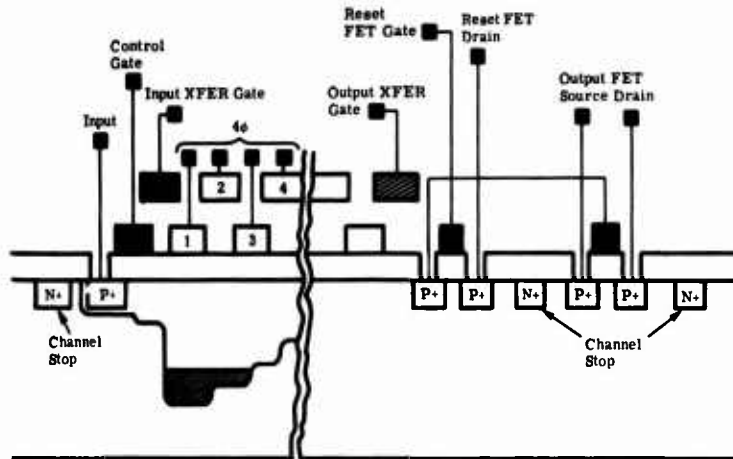 Reset
FET Gate
Reset FET
Drain
Control
Gate
Input XFER Gate
Output XFER
Gate
Output FET
Source Drain
Input
4ϕ
2
4
1
3
N+
P+
P+
P+
N+
P+
P+
N+
Channel
Stop
Channel
Stop